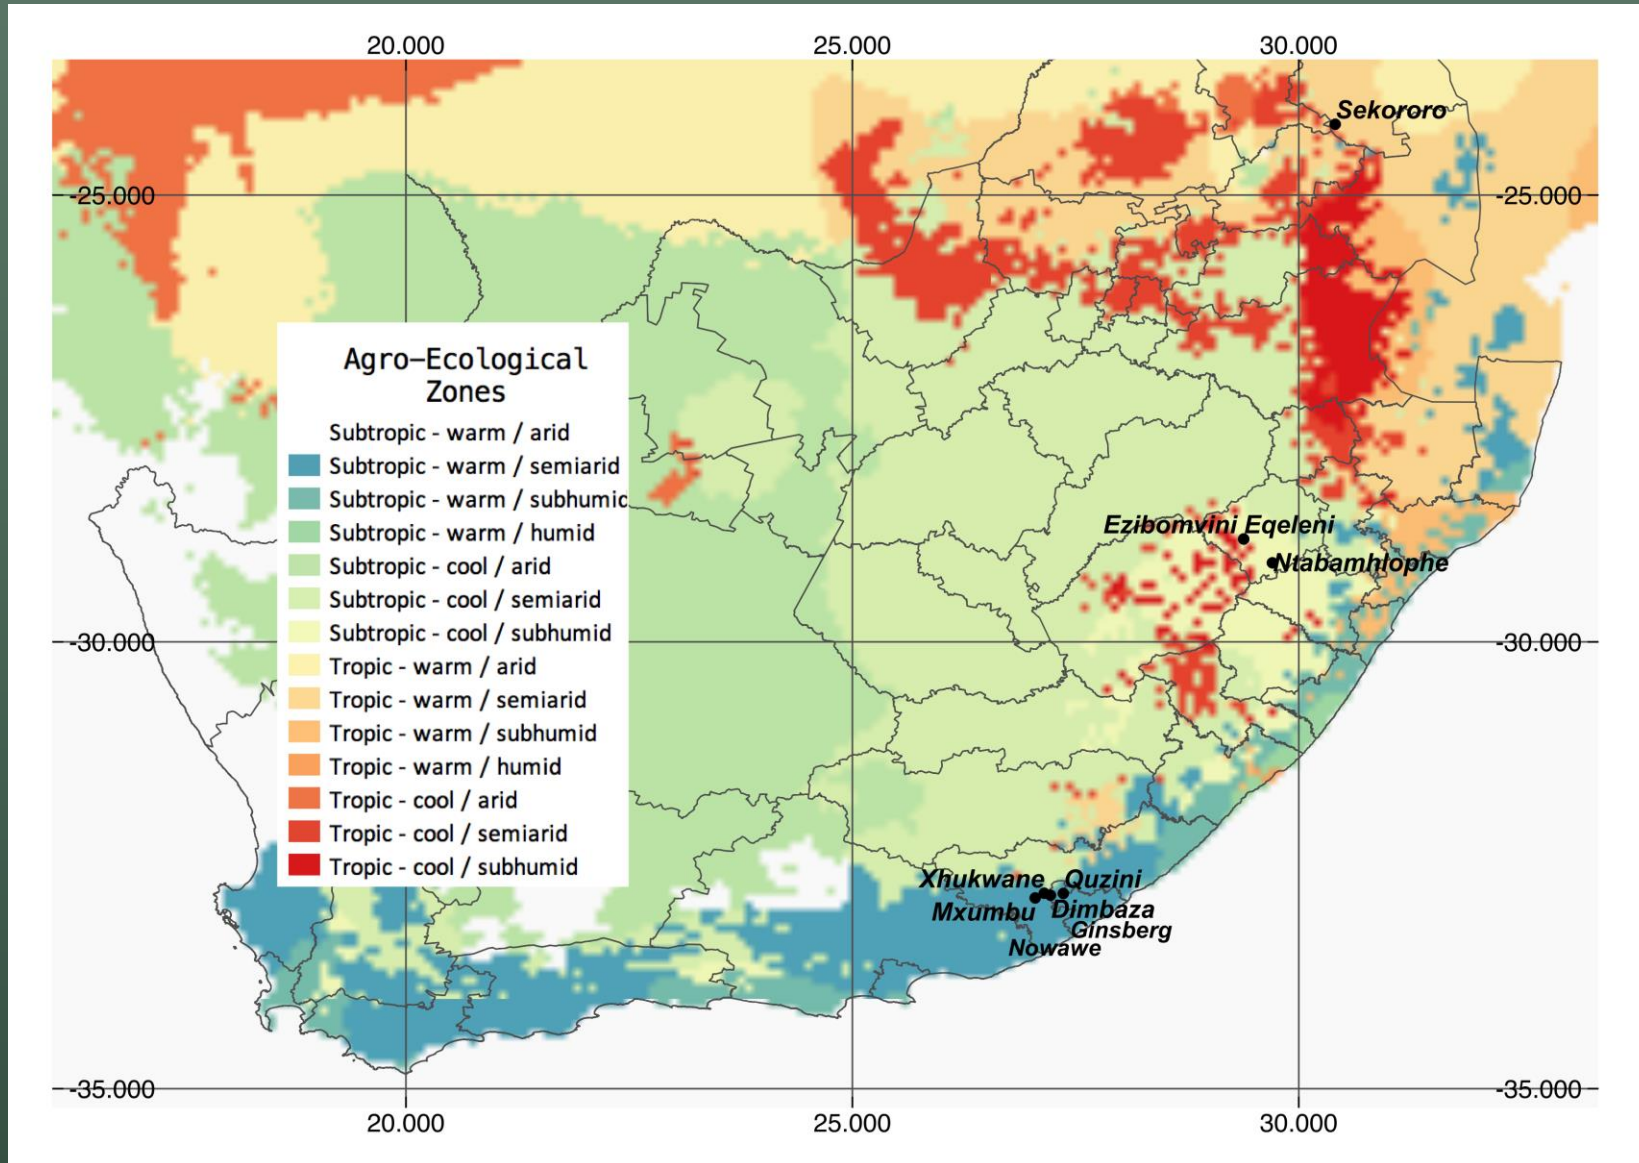 20.000 25.000 30.000
Sekororo
-25.000 -25.000
Agro-Ecological
Zones
Subtropic - warm / arid
Subtropic - warm / semiarid
Subtropic - warm / subhumid
Subtropic - warm / humid
Subtropic - cool / arid
Subtropic - cool / semiarid
Subtropic - cool / subhumid
Tropic - warm / arid
Tropic - warm / semiarid
Tropic - warm / subhumid
Tropic - warm / humid
Tropic - cool / arid
Tropic - cool / semiarid
Tropic - cool / subhumid
Ezibomvini Eqeleni
Ntabamhlophe
-30.000 -30.000
Xhukwane Quzini
Mxumbu Dimbaza
Ginsberg
Nowawe
-35.000 -35.000
20.000 25.000 30.000